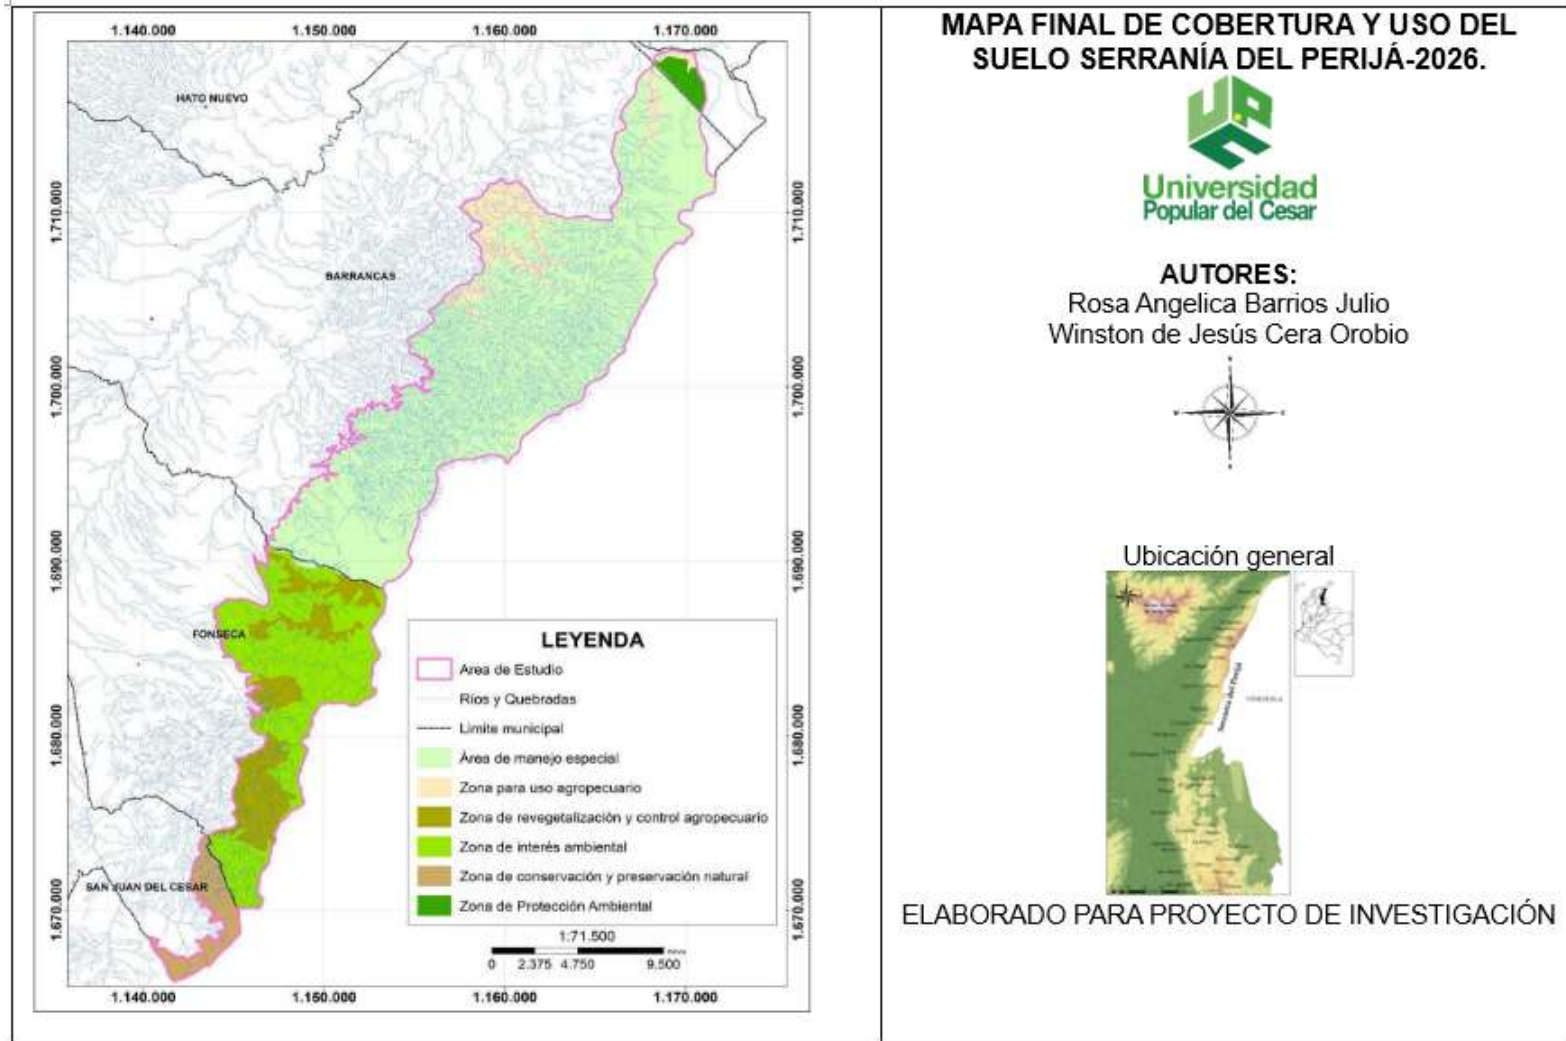 1.140.000 1.150.000 1.160.000 1.170.000
HATO NUEVO
1.710.000
1.710.000
BARRANCAS
1.700.000
1.700.000
1.690.000
1.690.000
FONSECA
1.680.000
1.680.000
SAN JUAN DEL CESAR
1.670.000
1.670.000
LEYENDA
Area de Estudio
Ríos y Quebradas
Limite municipal
Área de manejo especial
Zona para uso agropecuario
Zona de revegetalización y control agropecuario
Zona de interés ambiental
Zona de conservación y preservación natural
Zona de Protección Ambiental
1:71.500
0 2.375 4.750 9.500
1.140.000 1.150.000 1.160.000 1.170.000
MAPA FINAL DE COBERTURA Y USO DEL
SUELO SERRANÍA DEL PERIJÁ-2026.
UPC
Universidad
Popular del Cesar
AUTORES:
Rosa Angelica Barrios Julio
Winston de Jesús Cera Orobio
Ubicación general
Serranía del Perijá
ELABORADO PARA PROYECTO DE INVESTIGACIÓN